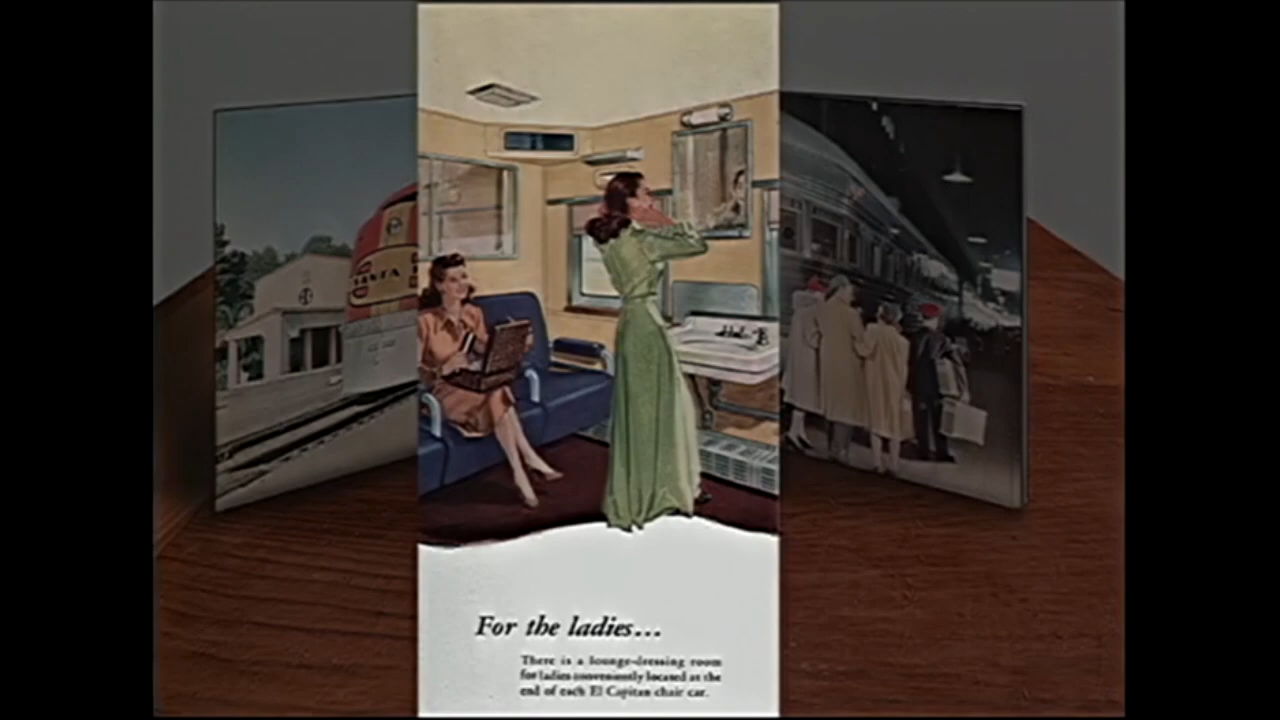 SANTA
For the ladies...
There is a lounge-dressing room
for ladies conveniently located at the
end of each El Capitan chair car.